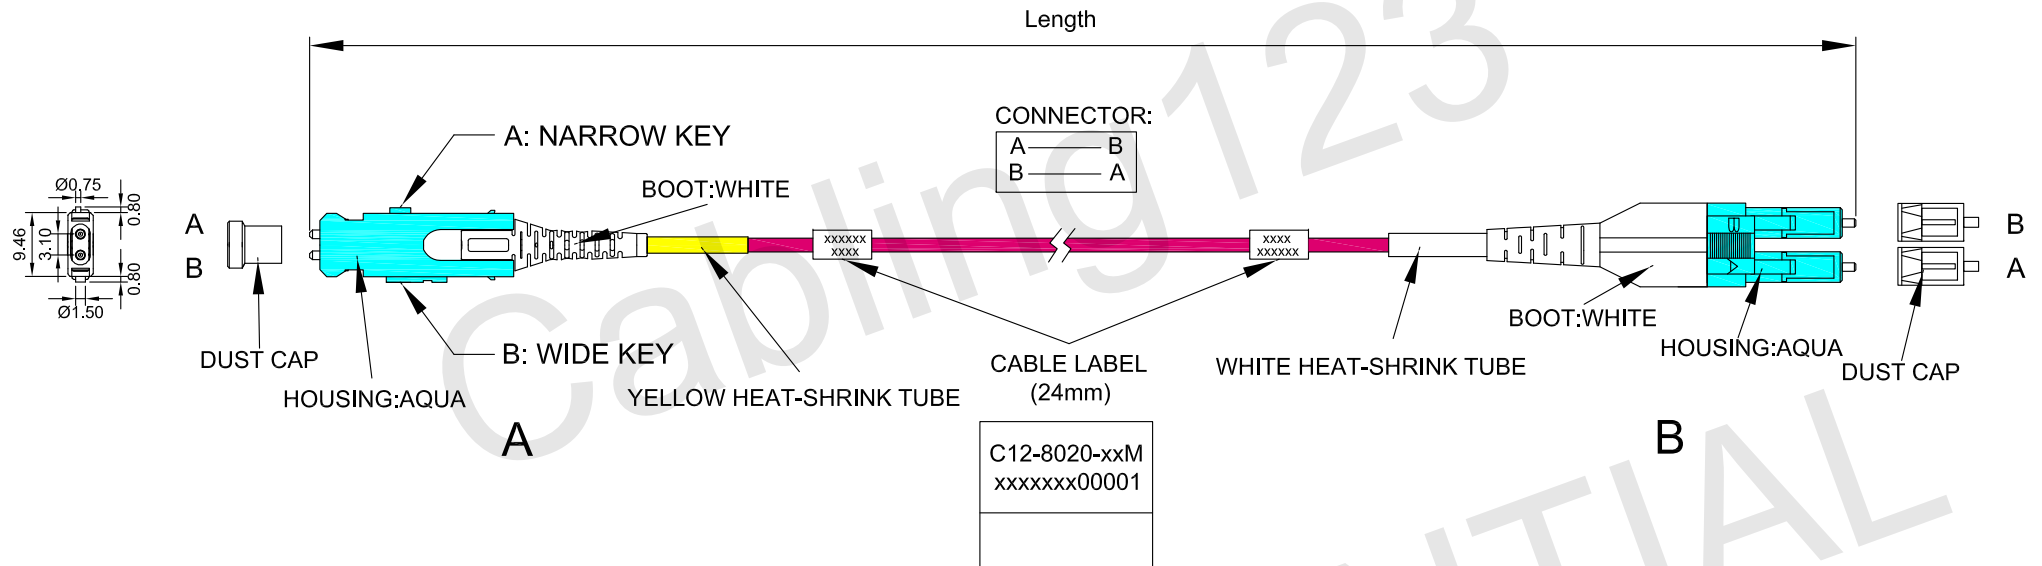 Length
CONNECTOR:
A B
B A
A: NARROW KEY
BOOT:WHITE
Ø0.75
0.80
9.46
3.10
0.80
Ø1.50
A
B
XXXXXX
XXXX
XXXX
XXXXXX
B
A
B
A
DUST CAP
HOUSING:AQUA
B: WIDE KEY
YELLOW HEAT-SHRINK TUBE
CABLE LABEL
(24mm)
WHITE HEAT-SHRINK TUBE
BOOT:WHITE
HOUSING:AQUA
DUST CAP
A
B
C12-8020-xxM
xxxxxxx00001
Cabling123
NTIAL